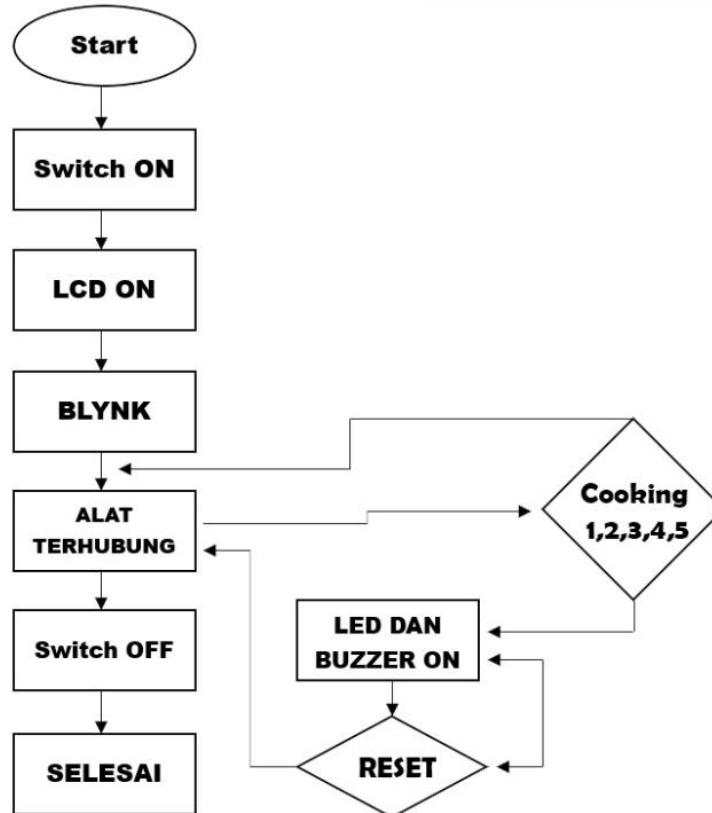 Start
Switch ON
LCD ON
BLYNK
ALAT
TERHUBUNG
Cooking
1,2,3,4,5
Switch OFF
LED DAN
BUZZER ON
SELESAI
RESET